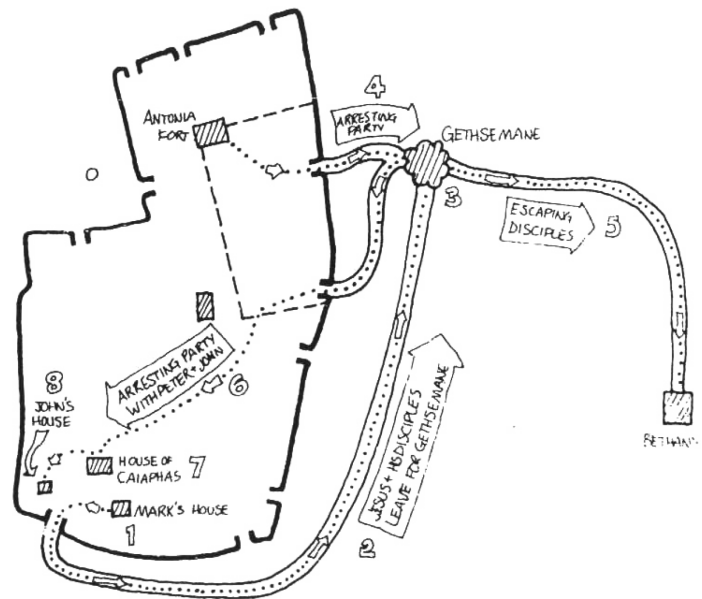 ANTONIA
FORT
4
ARRESTING
PARTY
GETHSEMANE
3
ESCAPING
DISCIPLES
5
ARRESTING PARTY
WITH PETER + JOHN
6
8
JOHN'S
HOUSE
HOUSE OF
CAIAPHAS
7
MARK'S HOUSE
1
JESUS + HIS DISCIPLES
LEAVE FOR GETHSEMANE
2
BETHANY